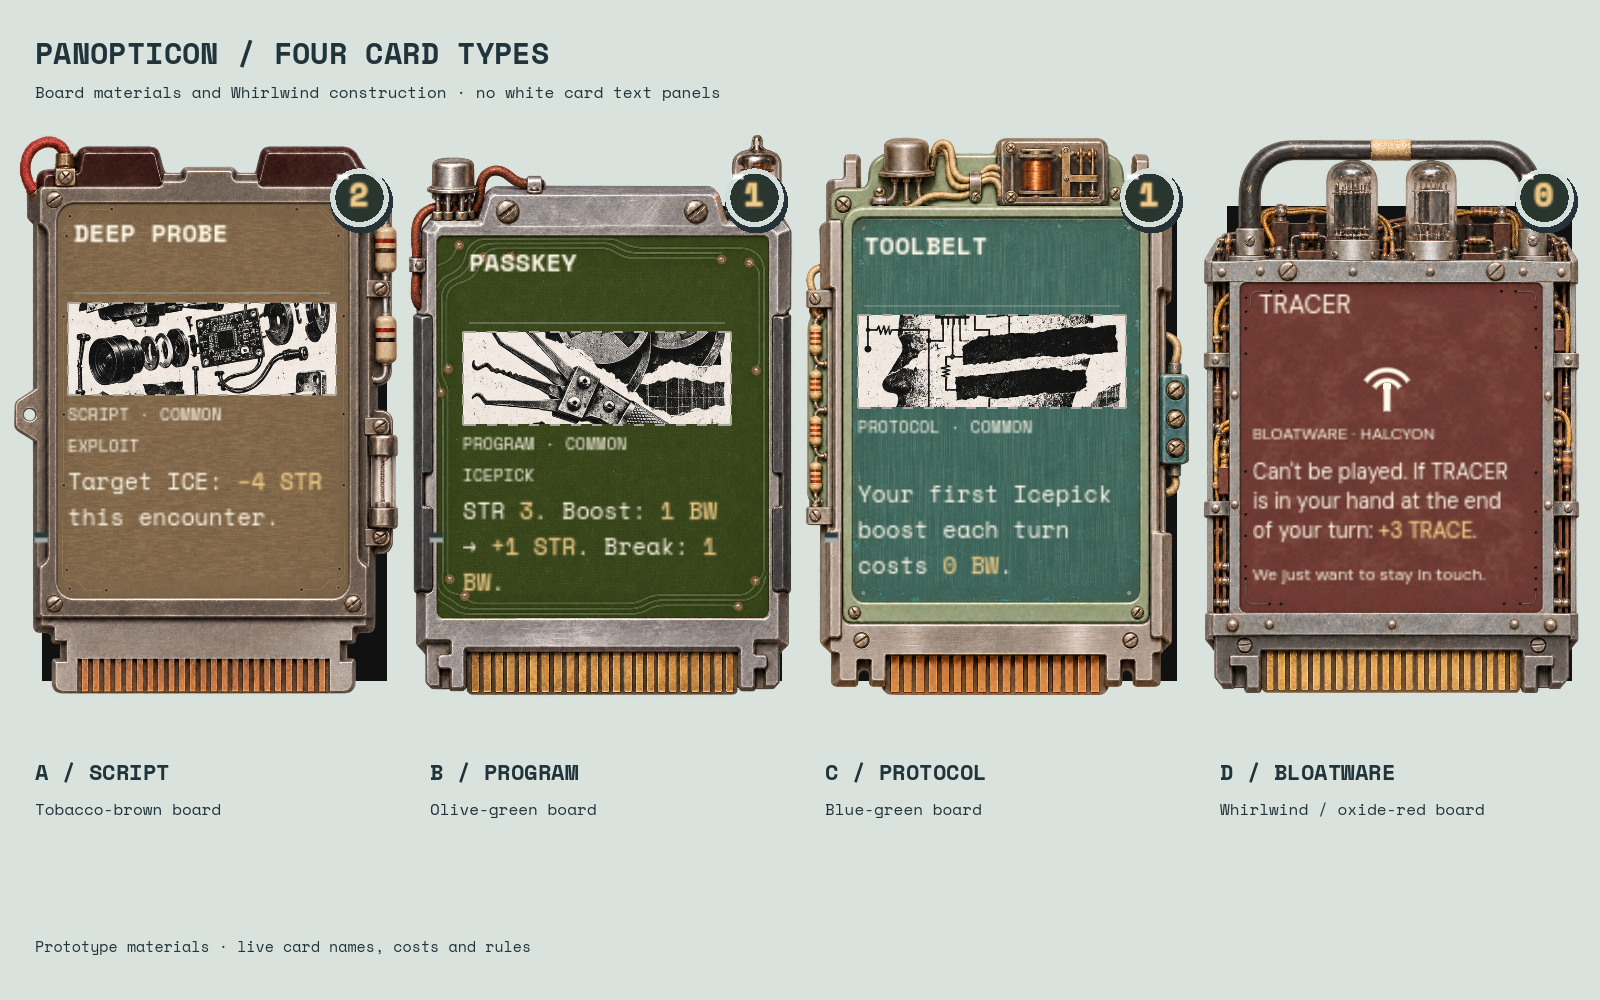 PANOPTICON / FOUR CARD TYPES
Board materials and Whirlwind construction · no white card text panels
2
DEEP PROBE
SCRIPT · COMMON
EXPLOIT
Target ICE: -4 STR
this encounter.
1
PASSKEY
PROGRAM · COMMON
ICEPICK
STR 3. Boost: 1 BW
→ +1 STR. Break: 1
BW.
1
TOOLBELT
PROTOCOL · COMMON
Your first Icepick
boost each turn
costs 0 BW.
0
TRACER
BLOATWARE · HALCYON
Can't be played. If TRACER
is in your hand at the end
of your turn: +3 TRACE.
We just want to stay in touch.
A / SCRIPT
Tobacco-brown board
B / PROGRAM
Olive-green board
C / PROTOCOL
Blue-green board
D / BLOATWARE
Whirlwind / oxide-red board
Prototype materials · live card names, costs and rules